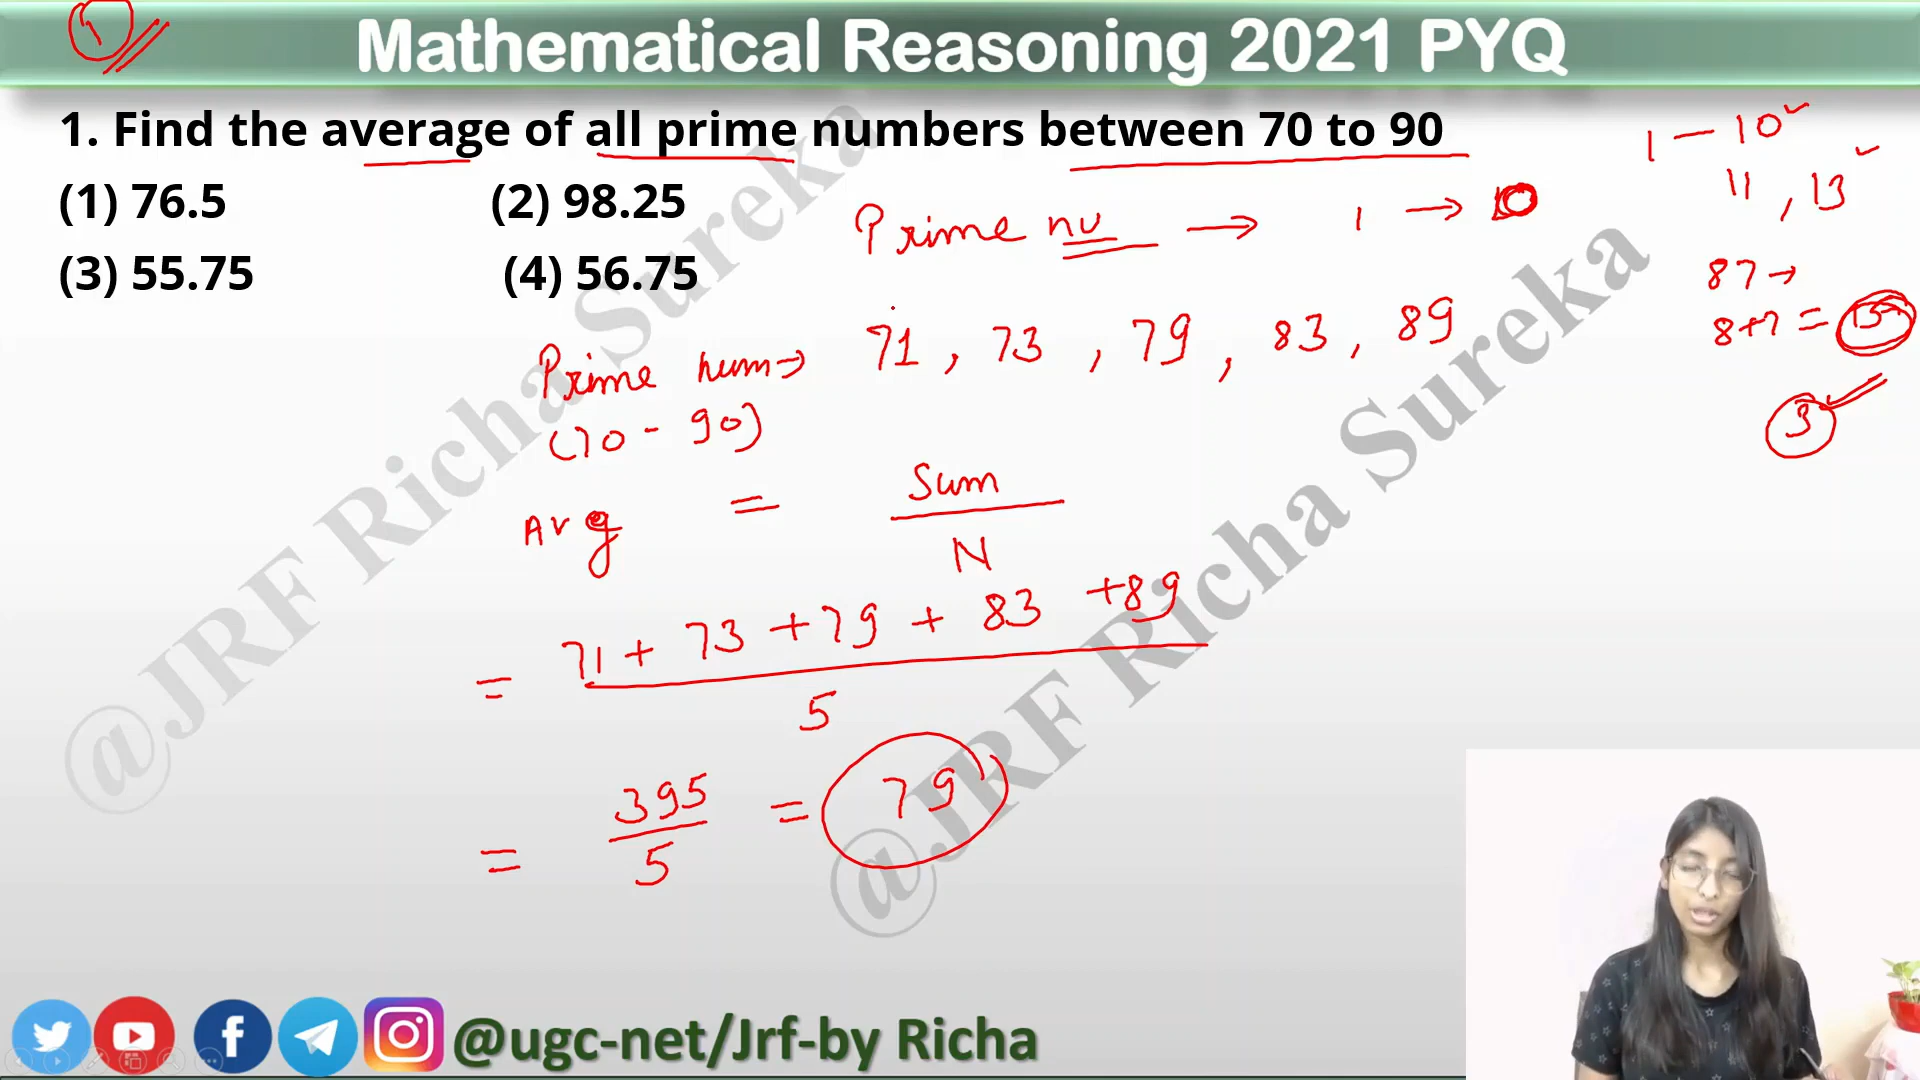 1
Mathematical Reasoning 2021 PYQ
1. Find the average of all prime numbers between 70 to 90
(1) 76.5 (2) 98.25
(3) 55.75 (4) 56.75
1 — 10
11 , 13
Prime nu → 1 → 10
87 →
8+7 = 15
3
Prime num → 71 , 73 , 79 , 83 , 89
(70 - 90)
Avg = Sum
N
= 71 + 73 + 79 + 83 + 89
5
= 395
5
= 79
@JRF Richa Sureka
@JRF Richa Sureka
@ugc-net/Jrf-by Richa